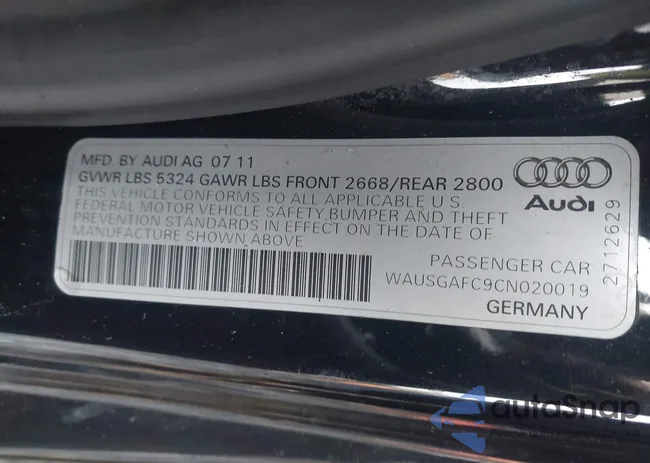 MFD. BY AUDI AG 07 11
GVWR LBS 5324 GAWR LBS FRONT 2668/REAR 2800
THIS VEHICLE CONFORMS TO ALL APPLICABLE U.S.
FEDERAL MOTOR VEHICLE SAFETY, BUMPER AND THEFT
PREVENTION STANDARDS IN EFFECT ON THE DATE OF
MANUFACTURE SHOWN ABOVE
Audi
PASSENGER CAR
WAUSGAFC9CN020019
GERMANY
2712629
autoSnap